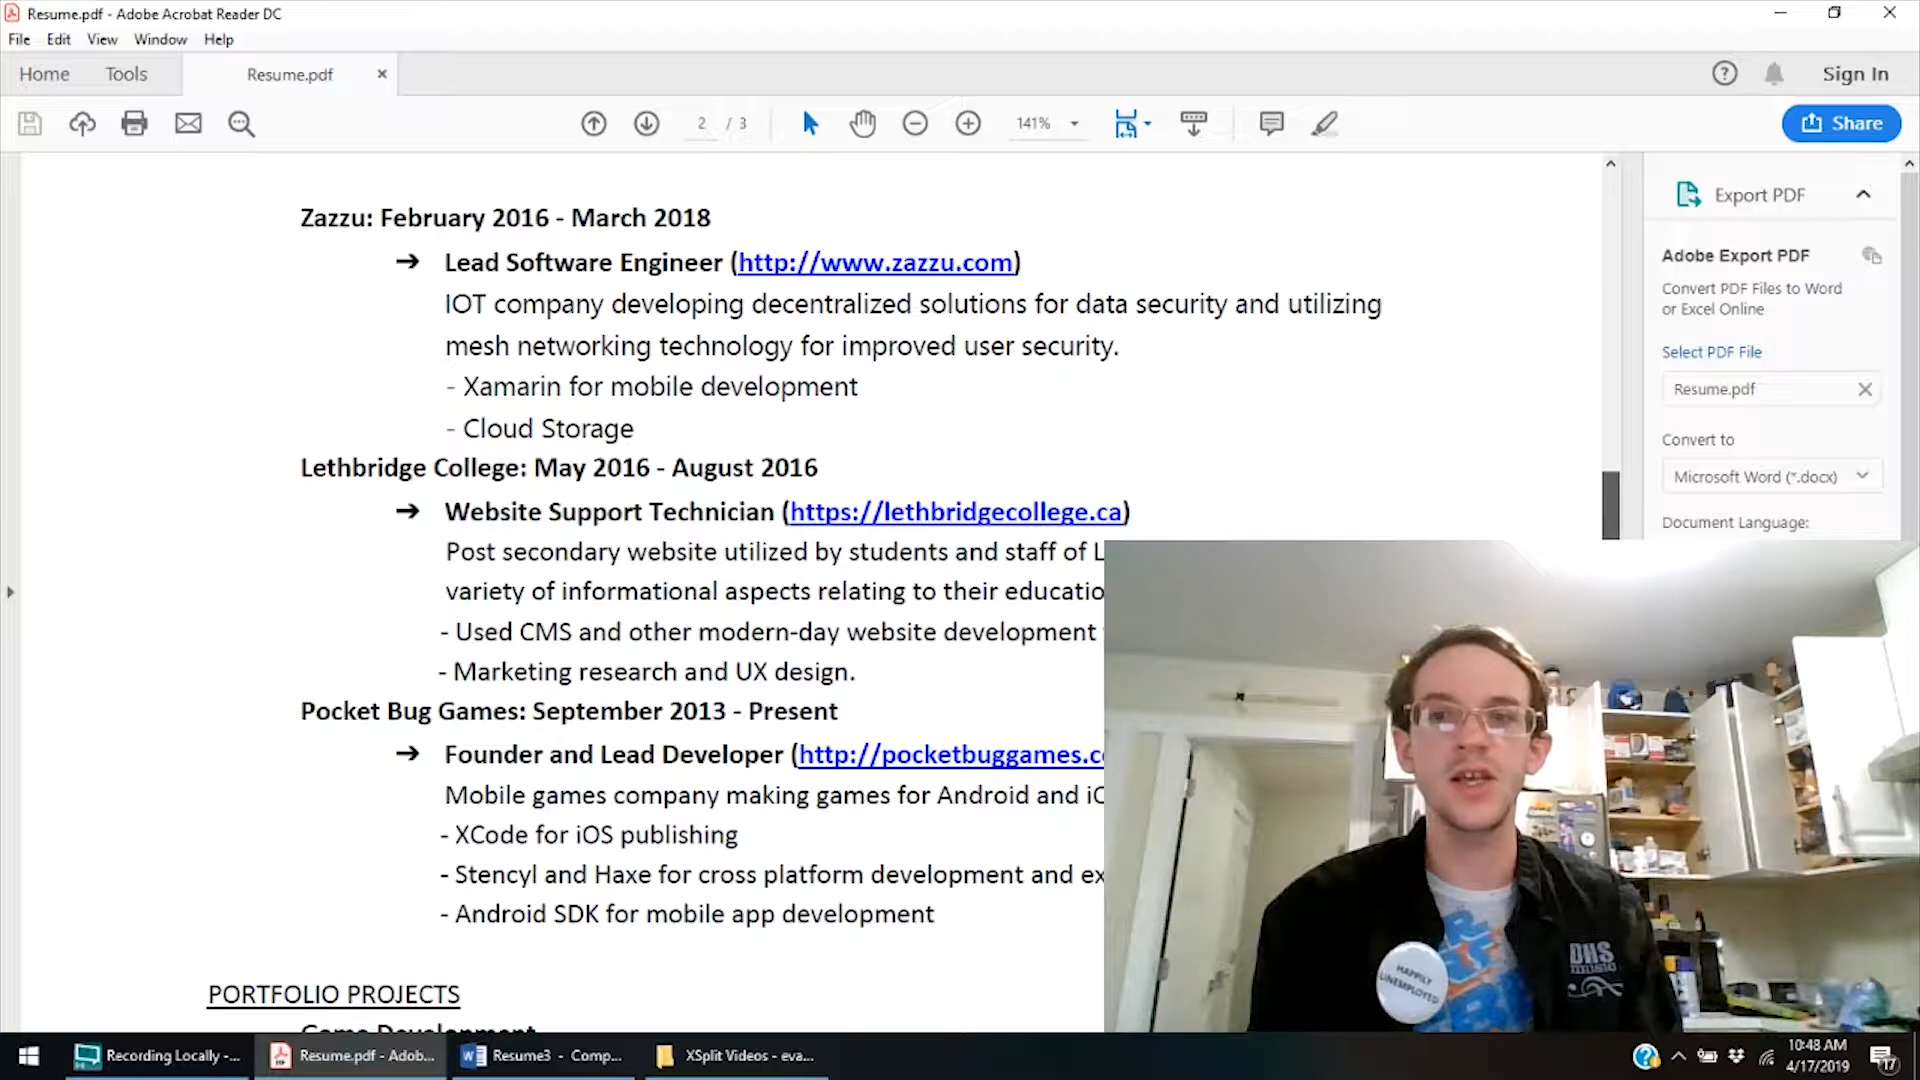 Resume.pdf - Adobe Acrobat Reader DC
File Edit View Window Help
Home Tools Resume.pdf Sign In
2 / 3 141% Share
Zazzu: February 2016 - March 2018
➔ Lead Software Engineer (http://www.zazzu.com)
IOT company developing decentralized solutions for data security and utilizing
mesh networking technology for improved user security.
- Xamarin for mobile development
- Cloud Storage
Lethbridge College: May 2016 - August 2016
➔ Website Support Technician (https://lethbridgecollege.ca)
Post secondary website utilized by students and staff of L
variety of informational aspects relating to their educatio
- Used CMS and other modern-day website development
- Marketing research and UX design.
Pocket Bug Games: September 2013 - Present
➔ Founder and Lead Developer (http://pocketbuggames.c
Mobile games company making games for Android and iO
- XCode for iOS publishing
- Stencyl and Haxe for cross platform development and ex
- Android SDK for mobile app development
PORTFOLIO PROJECTS
Game Development
Export PDF
Adobe Export PDF
Convert PDF Files to Word
or Excel Online
Select PDF File
Resume.pdf
Convert to
Microsoft Word (*.docx)
Document Language:
HAPPILY
UNEMPLOYED
DHS
Recording Locally -... Resume.pdf - Adob... Resume3 - Comp... XSplit Videos - eva...
10:48 AM
4/17/2019
17